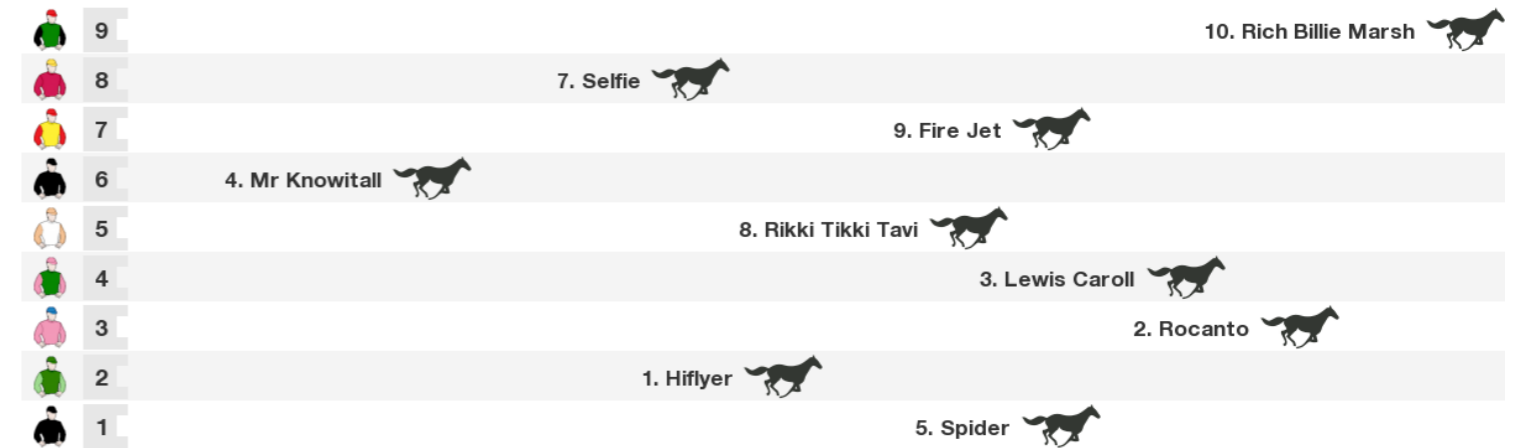 9 10. Rich Billie Marsh
8 7. Selfie
7 9. Fire Jet
6 4. Mr Knowitall
5 8. Rikki Tikki Tavi
4 3. Lewis Caroll
3 2. Rocanto
2 1. Hiflyer
1 5. Spider